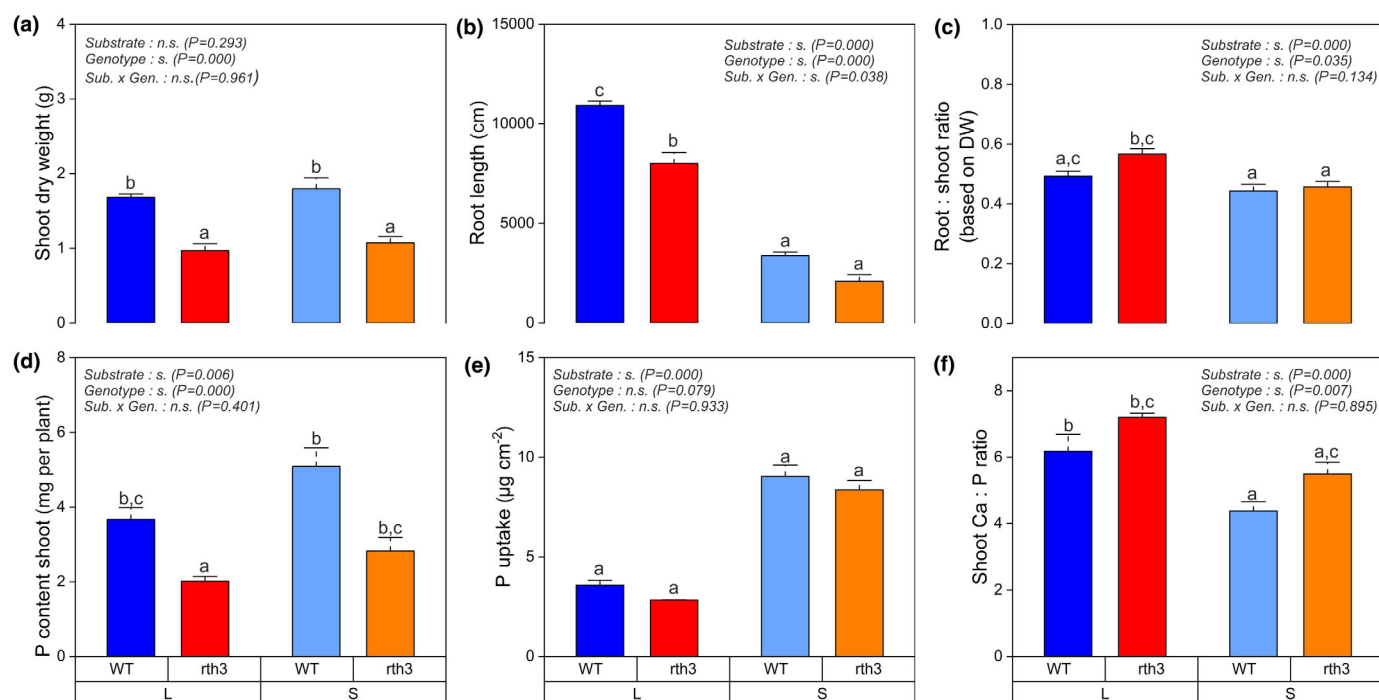 (a)
Shoot dry weight (g)
4
3
2
1
0
Substrate : n.s. (P=0.293)
Genotype : s. (P=0.000)
Sub. x Gen. : n.s.(P=0.961)
b
a
b
a
(b)
Root length (cm)
15000
10000
5000
0
Substrate : s. (P=0.000)
Genotype : s. (P=0.000)
Sub. x Gen. : s. (P=0.038)
c
b
a
a
(c)
Root : shoot ratio
(based on DW)
1.0
0.8
0.6
0.4
0.2
0.0
Substrate : s. (P=0.000)
Genotype : s. (P=0.035)
Sub. x Gen. : n.s. (P=0.134)
a,c
b,c
a
a
(d)
P content shoot (mg per plant)
8
6
4
2
0
Substrate : s. (P=0.006)
Genotype : s. (P=0.000)
Sub. x Gen. : n.s. (P=0.401)
b,c
a
b
b,c
WT rth3 WT rth3
L S
(e)
P uptake (µg cm⁻²)
15
10
5
0
Substrate : s. (P=0.000)
Genotype : n.s. (P=0.079)
Sub. x Gen. : n.s. (P=0.933)
a
a
a
a
WT rth3 WT rth3
L S
(f)
Shoot Ca : P ratio
8
6
4
2
0
Substrate : s. (P=0.000)
Genotype : s. (P=0.007)
Sub. x Gen. : n.s. (P=0.895)
b
b,c
a
a,c
WT rth3 WT rth3
L S